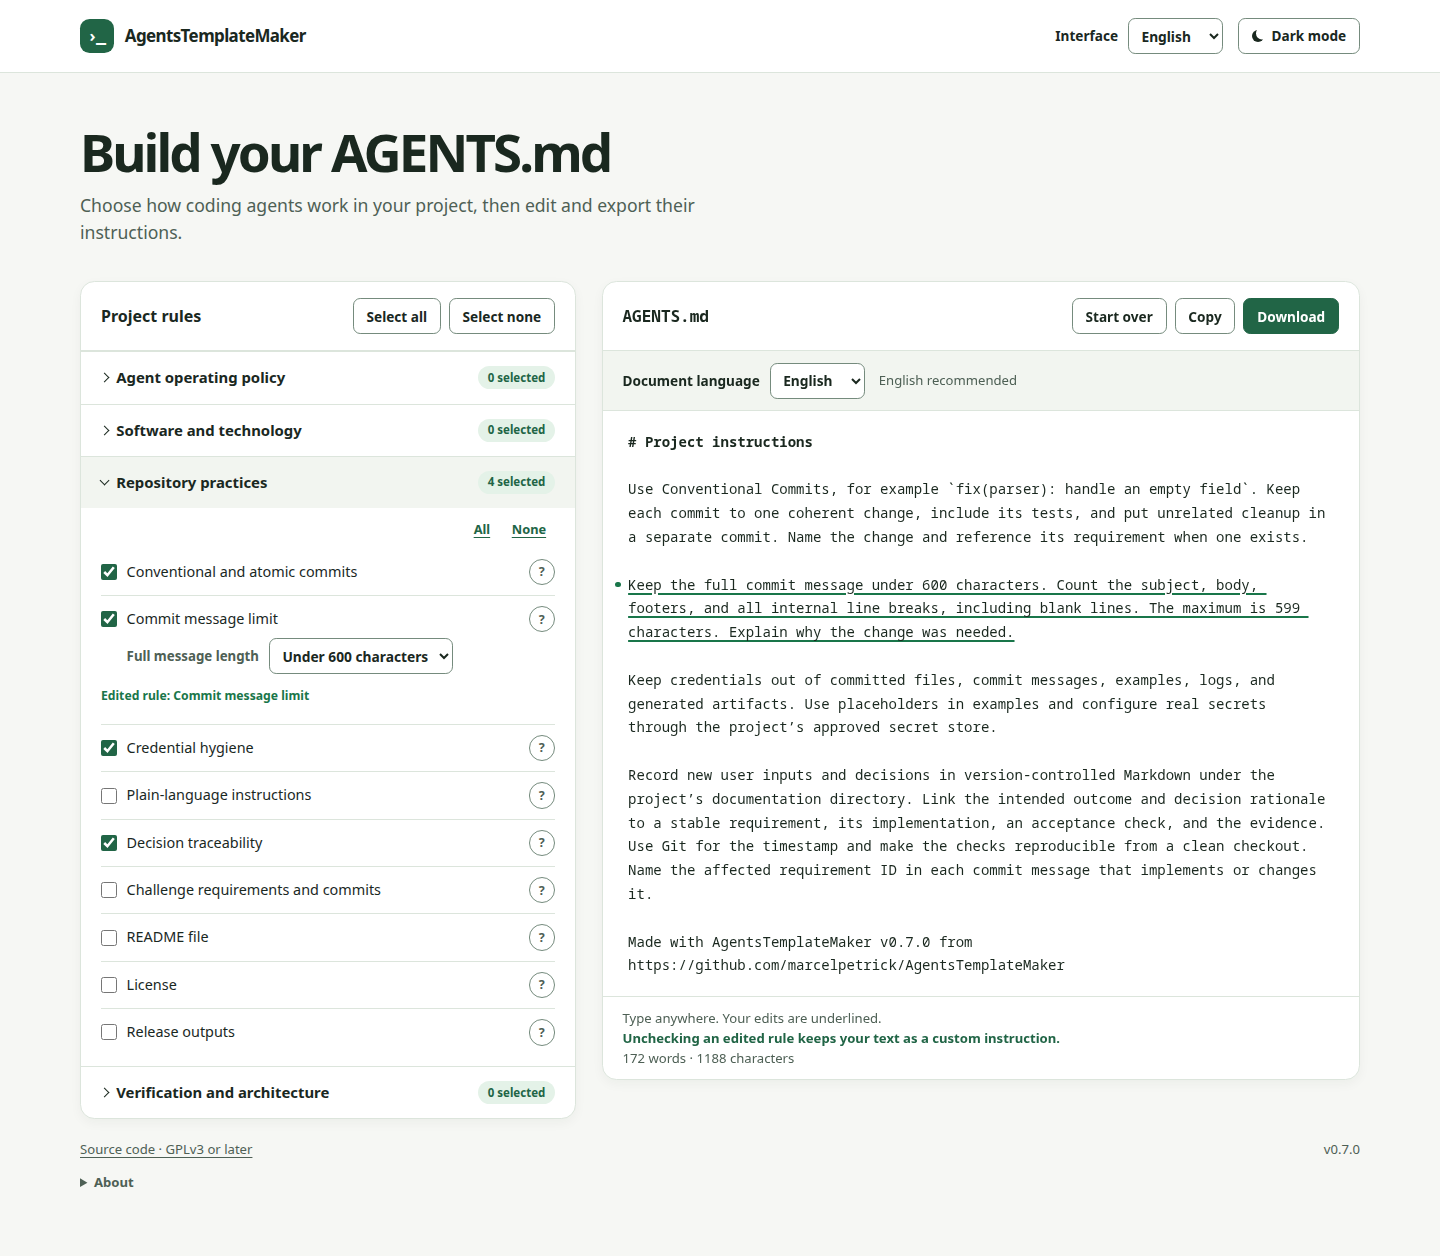 ›_ AgentsTemplateMaker
Interface English Dark mode
Build your AGENTS.md
Choose how coding agents work in your project, then edit and export their
instructions.
Project rules Select all Select none
Agent operating policy 0 selected
Software and technology 0 selected
Repository practices 4 selected
All None
Conventional and atomic commits ?
Commit message limit ?
Full message length Under 600 characters
Edited rule: Commit message limit
Credential hygiene ?
Plain-language instructions ?
Decision traceability ?
Challenge requirements and commits ?
README file ?
License ?
Release outputs ?
Verification and architecture 0 selected
AGENTS.md Start over Copy Download
Document language English English recommended
# Project instructions
Use Conventional Commits, for example `fix(parser): handle an empty field`. Keep
each commit to one coherent change, include its tests, and put unrelated cleanup in
a separate commit. Name the change and reference its requirement when one exists.
Keep the full commit message under 600 characters. Count the subject, body,
footers, and all internal line breaks, including blank lines. The maximum is 599
characters. Explain why the change was needed.
Keep credentials out of committed files, commit messages, examples, logs, and
generated artifacts. Use placeholders in examples and configure real secrets
through the project’s approved secret store.
Record new user inputs and decisions in version-controlled Markdown under the
project’s documentation directory. Link the intended outcome and decision rationale
to a stable requirement, its implementation, an acceptance check, and the evidence.
Use Git for the timestamp and make the checks reproducible from a clean checkout.
Name the affected requirement ID in each commit message that implements or changes
it.
Made with AgentsTemplateMaker v0.7.0 from
https://github.com/marcelpetrick/AgentsTemplateMaker
Type anywhere. Your edits are underlined.
Unchecking an edited rule keeps your text as a custom instruction.
172 words · 1188 characters
Source code · GPLv3 or later v0.7.0
About